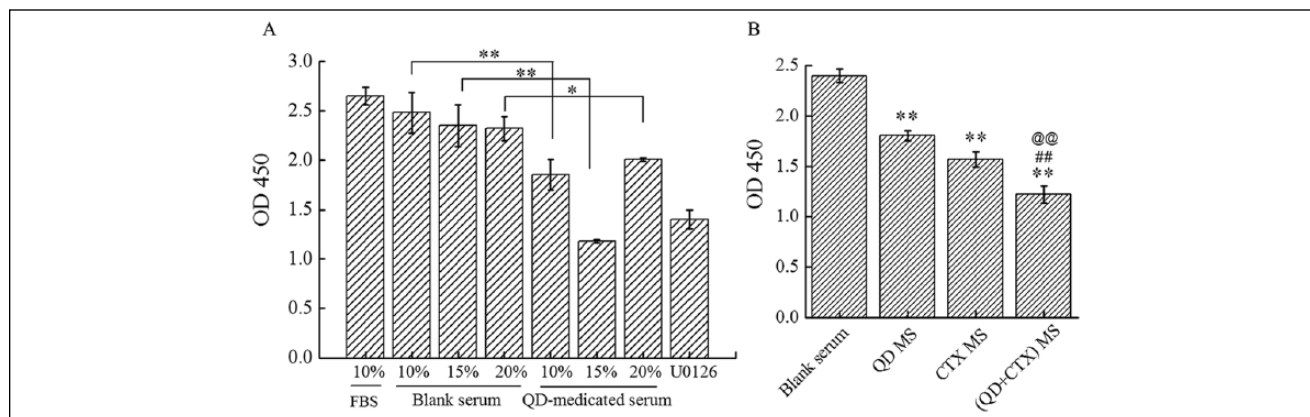 A
OD 450
3.0
2.5
2.0
1.5
1.0
0.5
0.0
**
**
*
10% 10% 15% 20% 10% 15% 20% U0126
FBS Blank serum QD-medicated serum
B
OD 450
2.5
2.0
1.5
1.0
0.5
0.0
**
**
@@
##
**
Blank serum
QD MS
CTX MS
(QD+CTX) MS